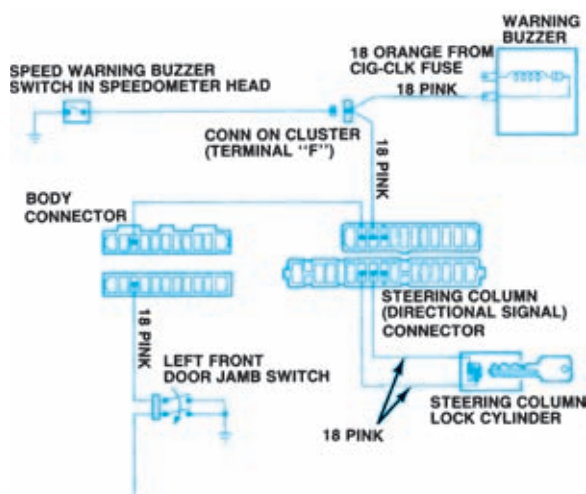 WARNING
BUZZER
18 ORANGE FROM
CIG-CLK FUSE
18 PINK
SPEED WARNING BUZZER
SWITCH IN SPEEDOMETER HEAD
CONN ON CLUSTER
(TERMINAL "F")
18 PINK
BODY
CONNECTOR
STEERING COLUMN
(DIRECTIONAL SIGNAL)
CONNECTOR
18 PINK
LEFT FRONT
DOOR JAMB SWITCH
18 PINK
STEERING COLUMN
LOCK CYLINDER